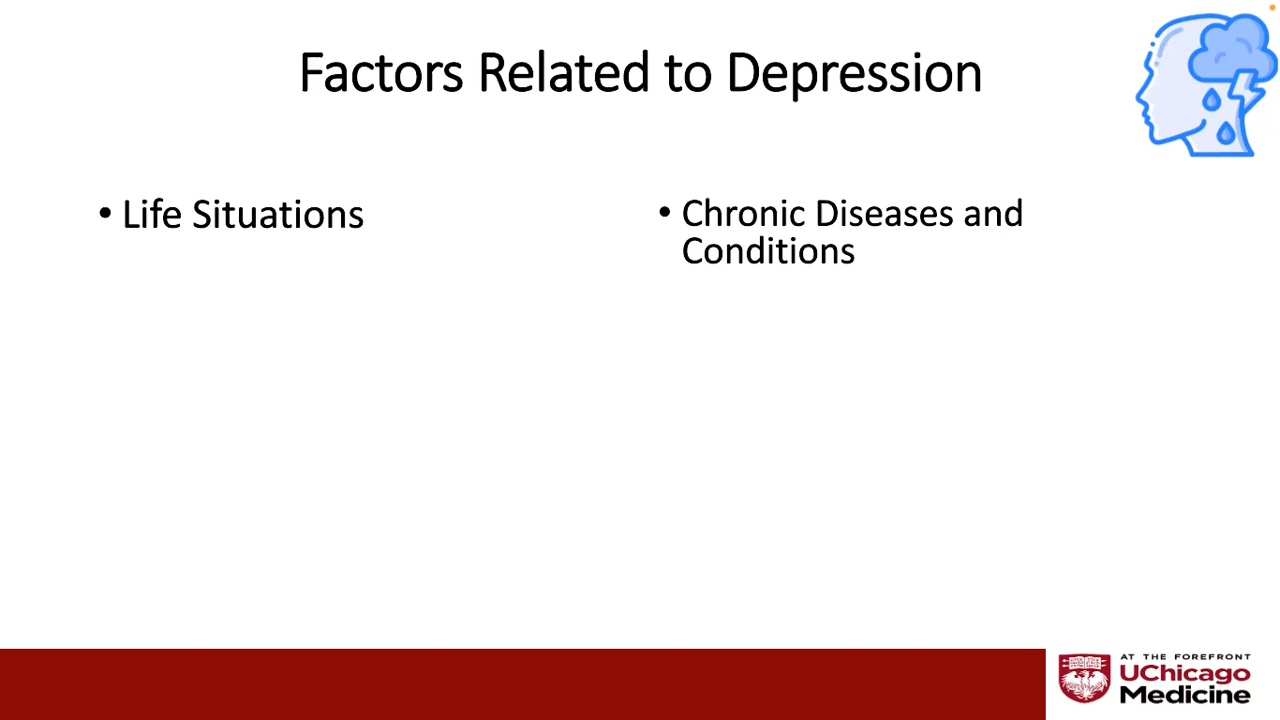 Factors Related to Depression
• Life Situations
• Chronic Diseases and
Conditions
AT THE FOREFRONT
UChicago
Medicine